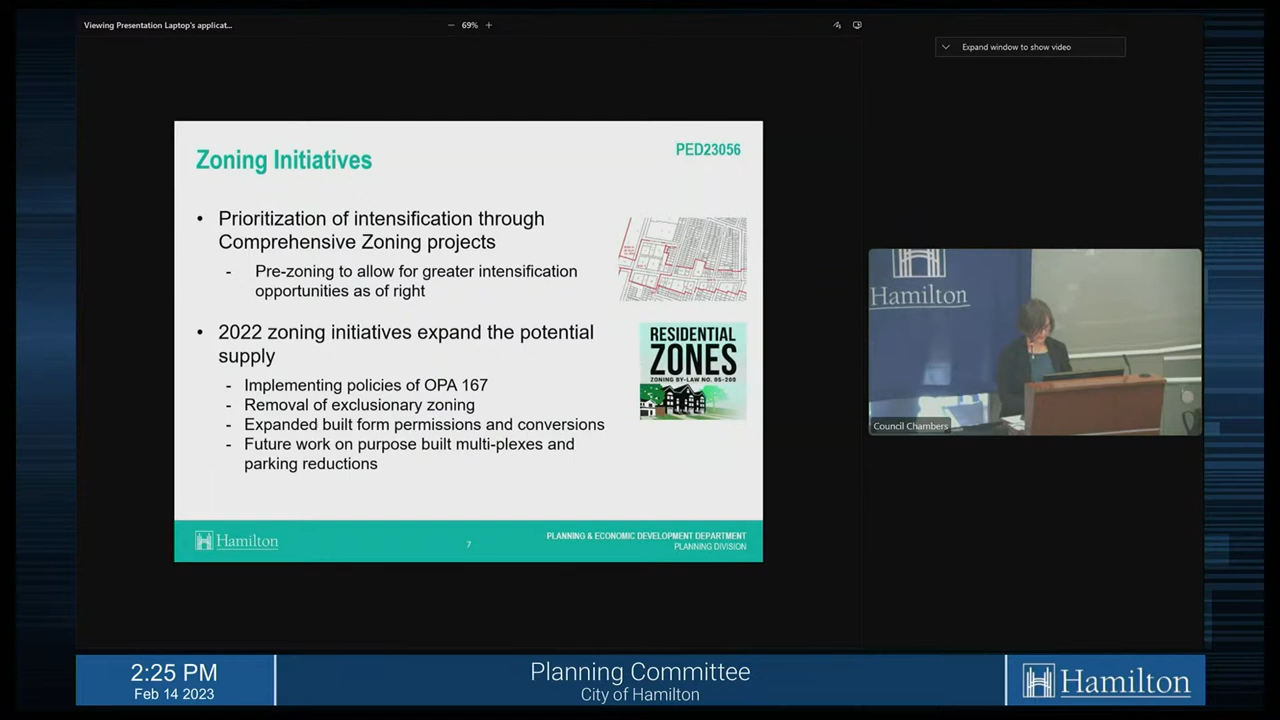 Viewing Presentation Laptop's applicat...
69%
Expand window to show video
Zoning Initiatives
PED23056
• Prioritization of intensification through
Comprehensive Zoning projects
- Pre-zoning to allow for greater intensification
opportunities as of right
• 2022 zoning initiatives expand the potential
supply
- Implementing policies of OPA 167
- Removal of exclusionary zoning
- Expanded built form permissions and conversions
- Future work on purpose built multi-plexes and
parking reductions
RESIDENTIAL
ZONES
ZONING BY-LAW NO. 05-200
Hamilton
7
PLANNING & ECONOMIC DEVELOPMENT DEPARTMENT
PLANNING DIVISION
Hamilton
Council Chambers
2:25 PM
Feb 14 2023
Planning Committee
City of Hamilton
Hamilton